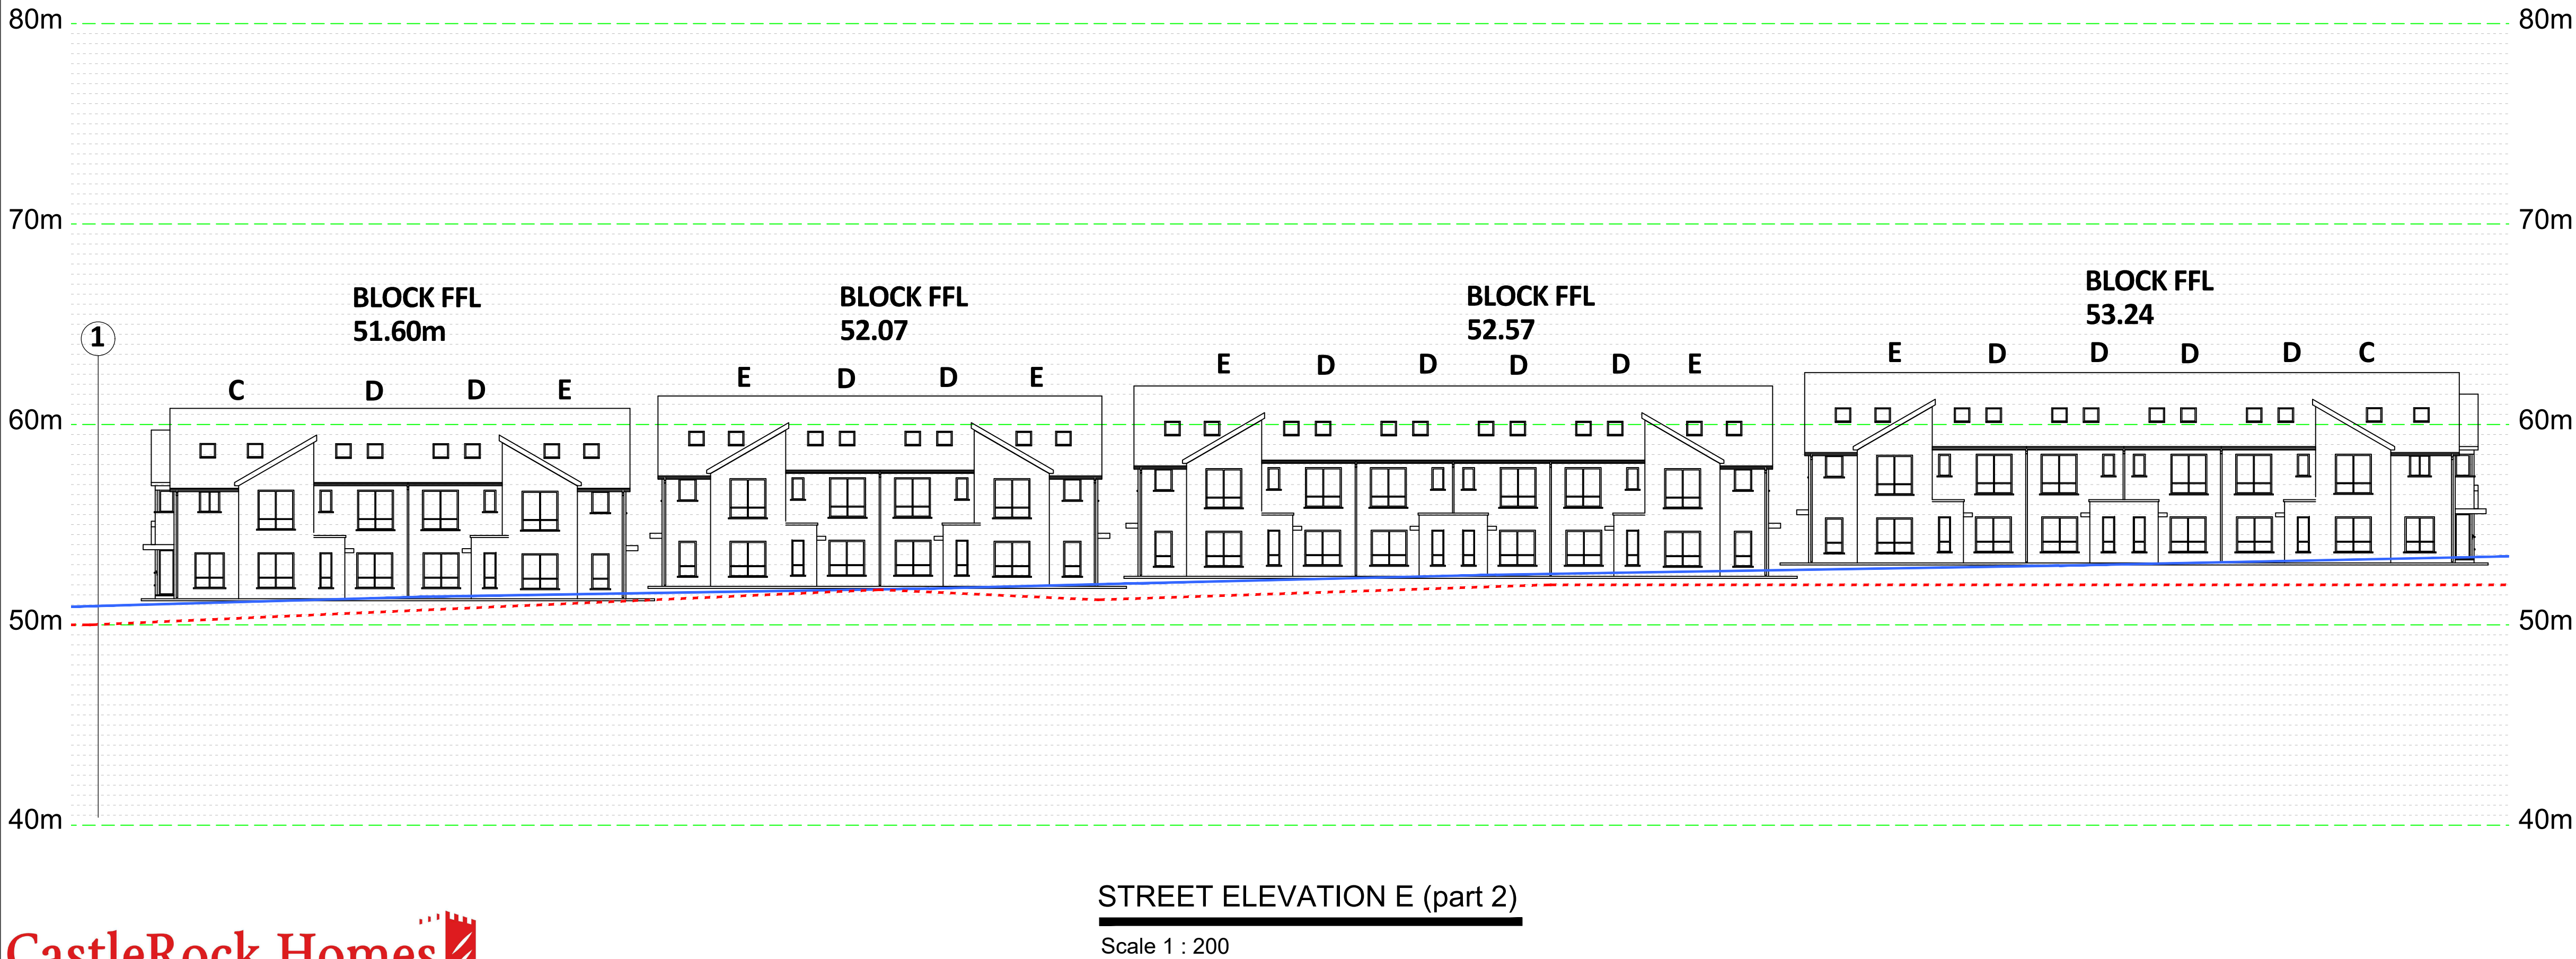 80m 80m
70m 70m
BLOCK FFL
53.24
BLOCK FFL
51.60m
BLOCK FFL
52.07
BLOCK FFL
52.57
1
E D D D D C
E D D D D E
E D D E
C D D E
60m 60m
50m 50m
40m 40m
STREET ELEVATION E (part 2)
Scale 1 : 200
CastleRock Homes